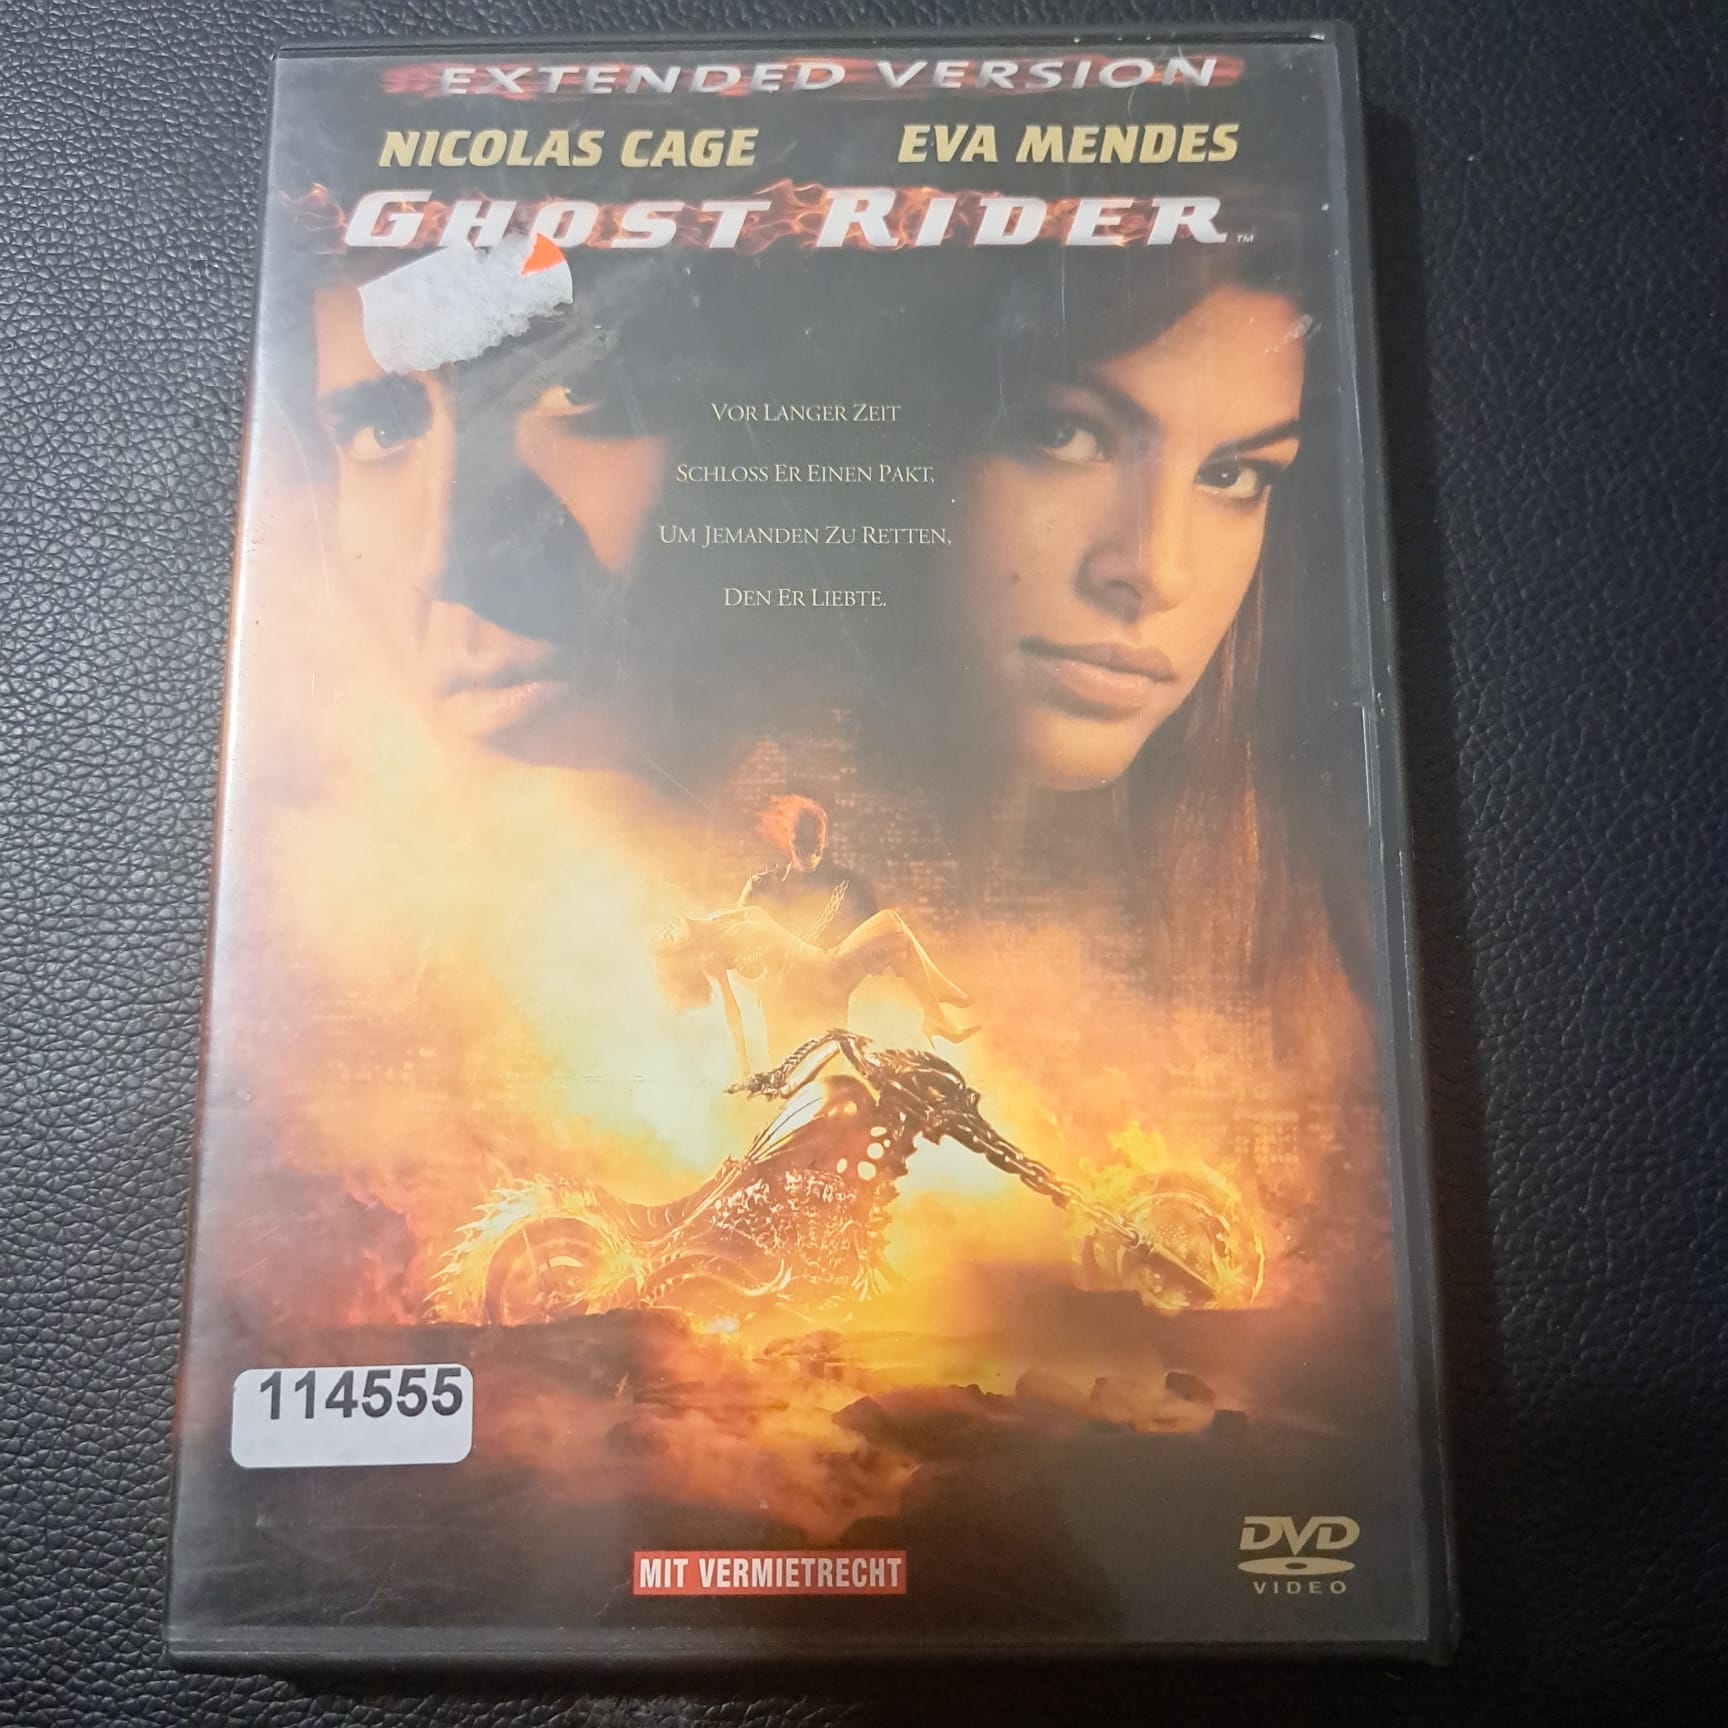 EXTENDED VERSION
NICOLAS CAGE EVA MENDES
GHOST RIDER™
VOR LANGER ZEIT
SCHLOSS ER EINEN PAKT,
UM JEMANDEN ZU RETTEN,
DEN ER LIEBTE.
114555
MIT VERMIETRECHT
DVD
VIDEO